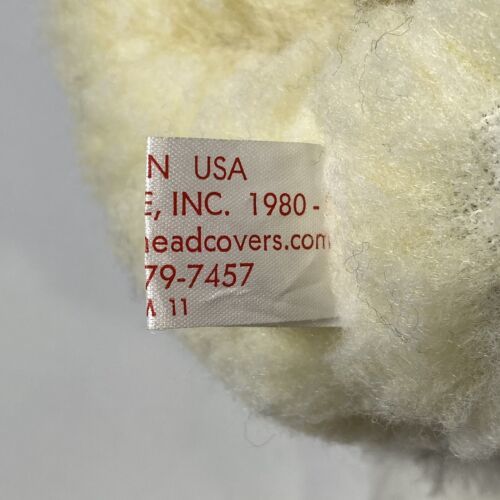 N USA
E, INC. 1980 -
headcovers.com
79-7457
11